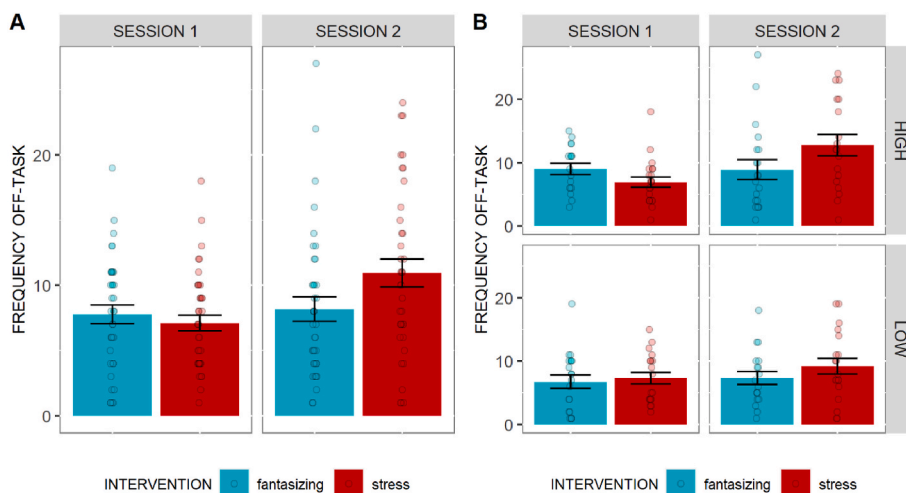 A
SESSION 1
SESSION 2
FREQUENCY OFF-TASK
20
10
0
INTERVENTION
fantasizing
stress
B
SESSION 1
SESSION 2
FREQUENCY OFF-TASK
20
10
0
HIGH
20
10
0
LOW
INTERVENTION
fantasizing
stress